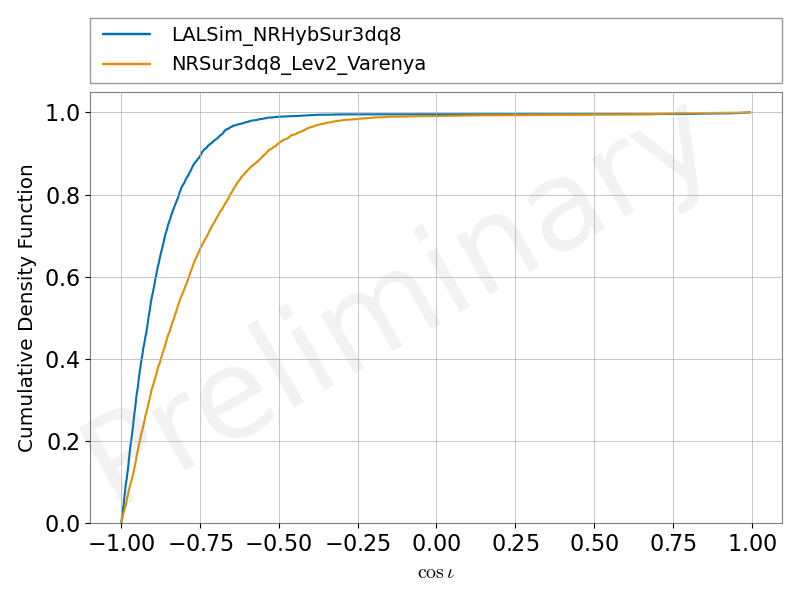 LALSim_NRHybSur3dq8
NRSur3dq8_Lev2_Varenya
Cumulative Density Function
1.0
0.8
0.6
0.4
0.2
0.0
Preliminary
−1.00 −0.75 −0.50 −0.25 0.00 0.25 0.50 0.75 1.00
cos ι